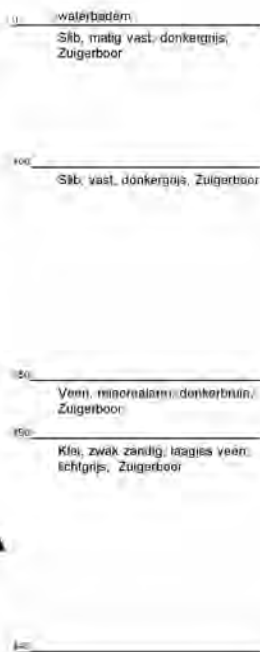 0
waterbodem
Slib, matig vast, donkergrijs,
Zuigerboor
Slib, vast, donkergrijs, Zuigerboor
Veen, mineraalarm, donkerbruin,
Zuigerboor
Klei, zwak zandig, laagjes veen,
lichtgrijs, Zuigerboor